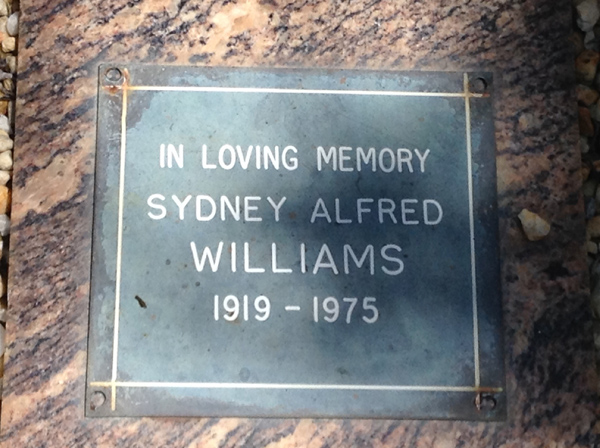 IN LOVING MEMORY
SYDNEY ALFRED
WILLIAMS
1919 - 1975